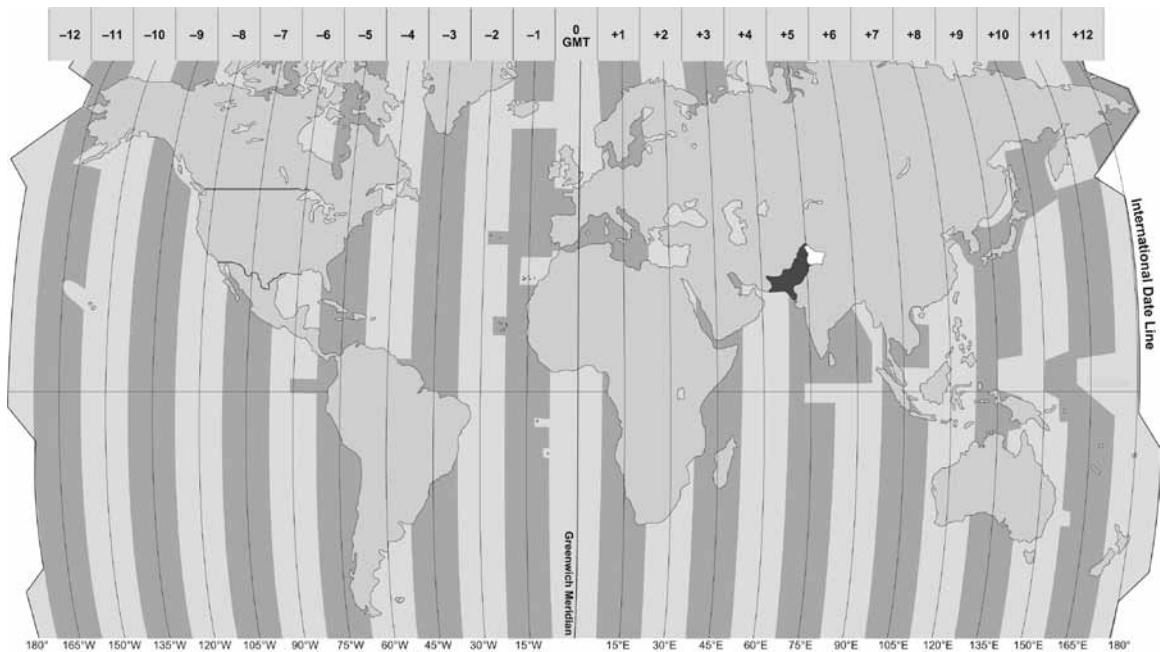 –12 –11 –10 –9 –8 –7 –6 –5 –4 –3 –2 –1 0 +1 +2 +3 +4 +5 +6 +7 +8 +9 +10 +11 +12
GMT
International Date Line
Greenwich Meridian
180° 165°W 150°W 135°W 120°W 105°W 90°W 75°W 60°W 45°W 30°W 15°W 15°E 30°E 45°E 60°E 75°E 90°E 105°E 120°E 135°E 150°E 165°E 180°